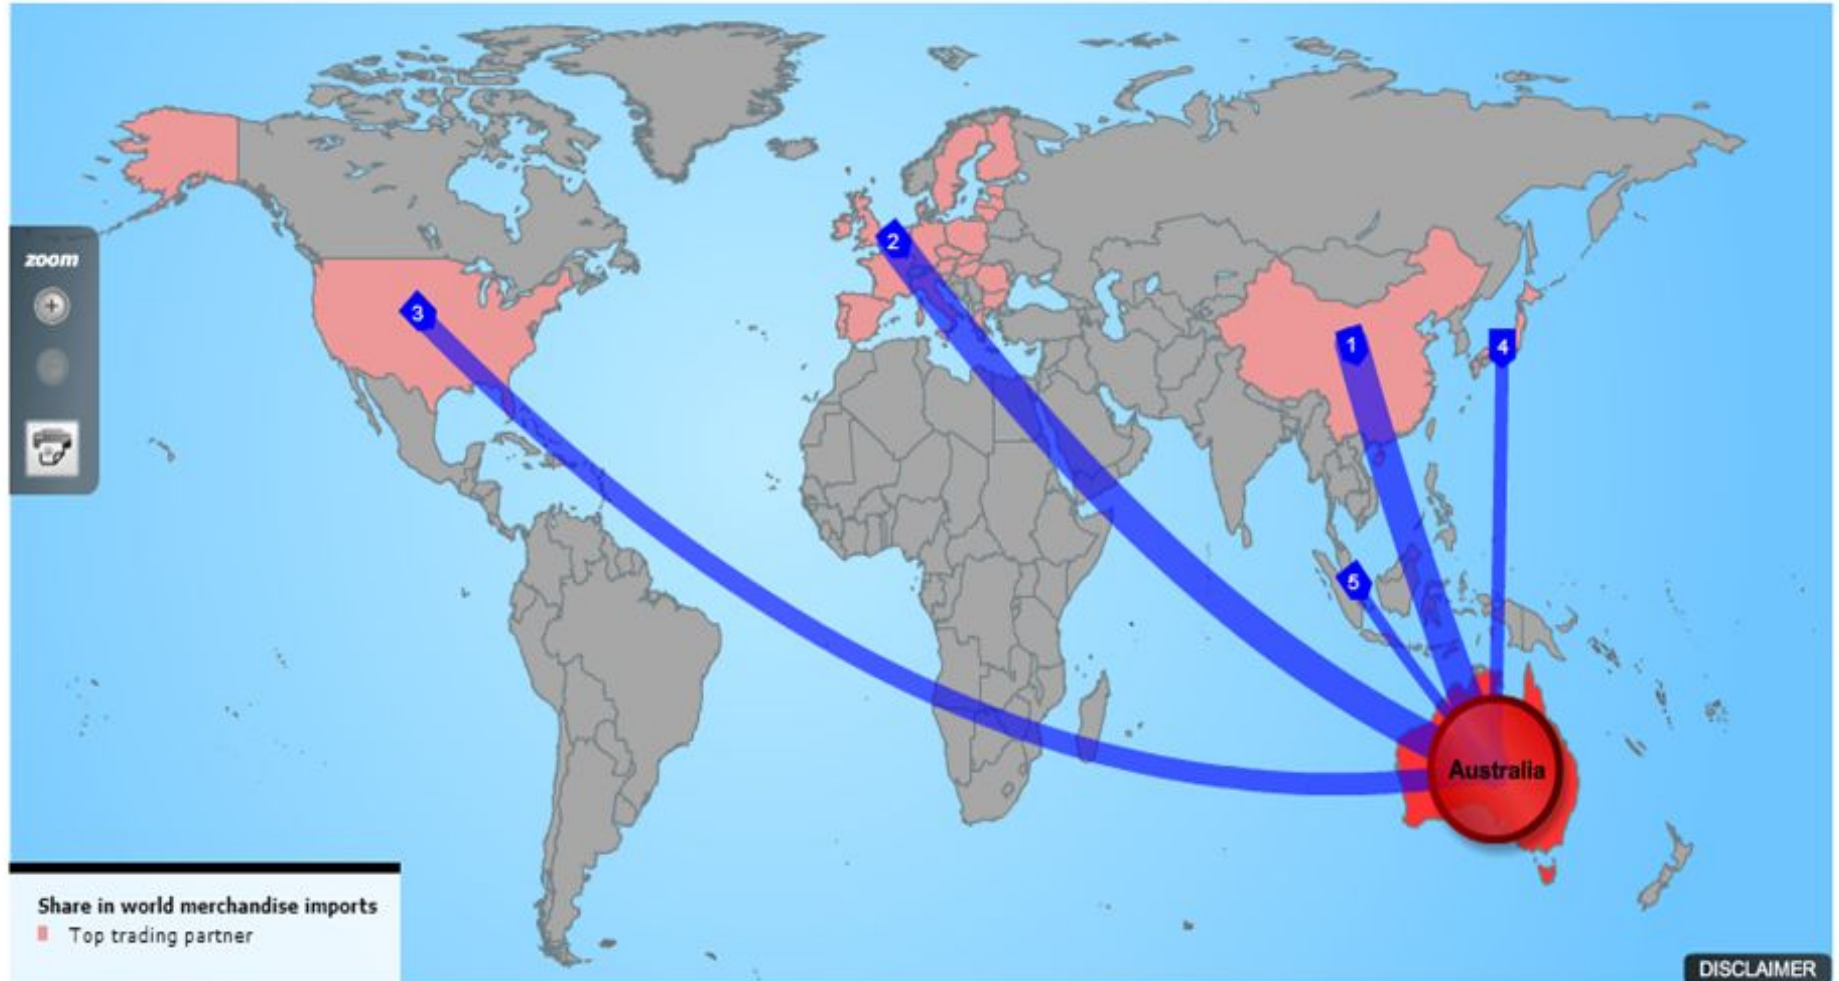 zoom
3
2
1
4
5
Australia
Share in world merchandise imports
Top trading partner
DISCLAIMER